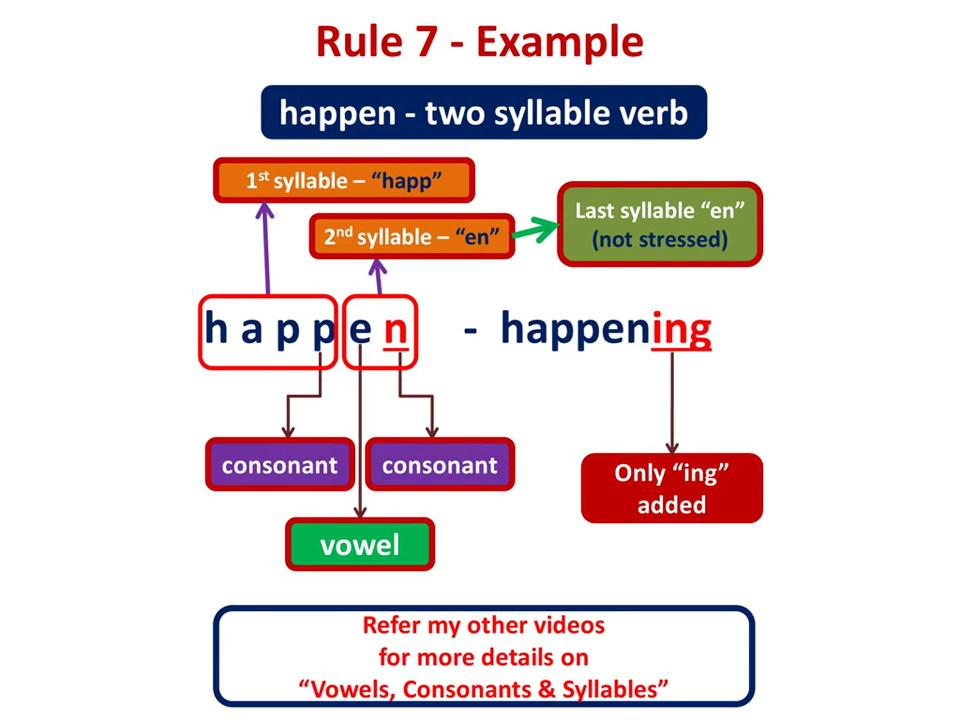 Rule 7 - Example
happen - two syllable verb
1st syllable – “happ”
2nd syllable – “en”
Last syllable “en”
(not stressed)
h a p p e n - happening
consonant
consonant
Only “ing”
added
vowel
Refer my other videos
for more details on
“Vowels, Consonants & Syllables”